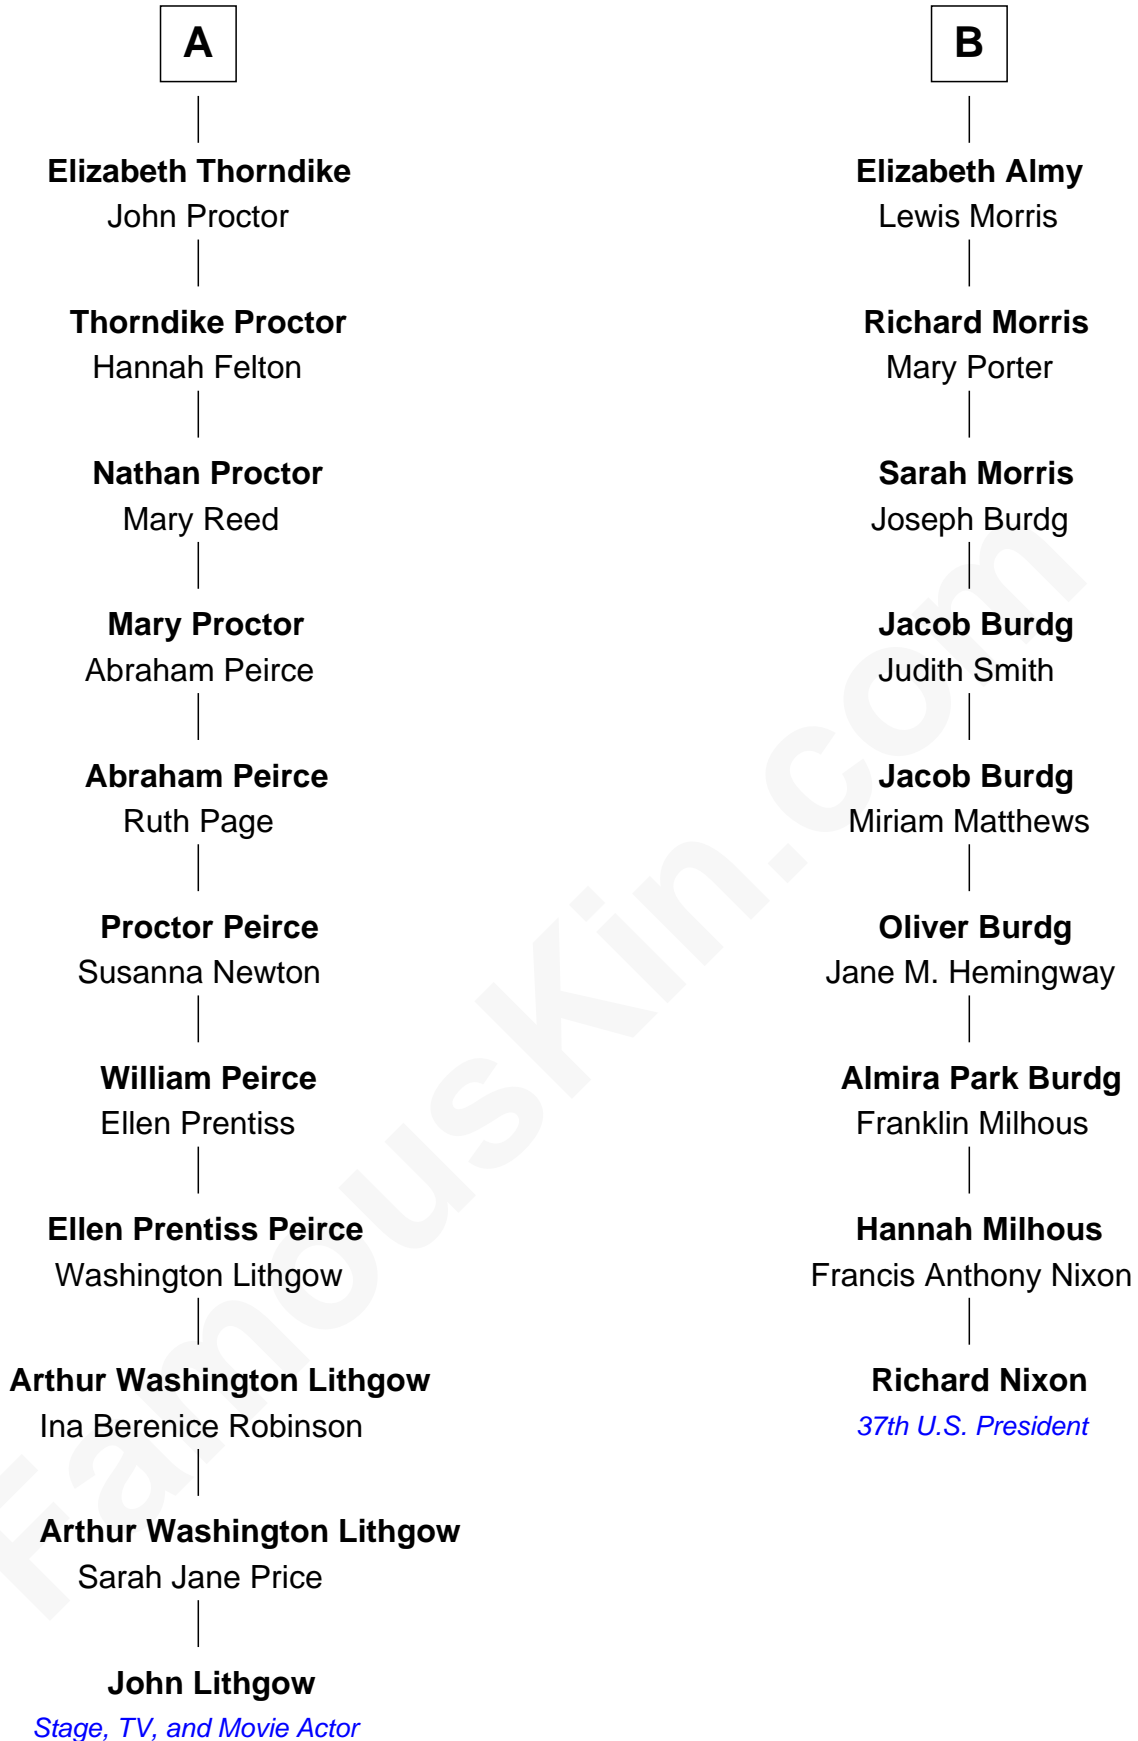 A
Elizabeth Thorndike
John Proctor
Thorndike Proctor
Hannah Felton
Nathan Proctor
Mary Reed
Mary Proctor
Abraham Peirce
Abraham Peirce
Ruth Page
Proctor Peirce
Susanna Newton
William Peirce
Ellen Prentiss
Ellen Prentiss Peirce
Washington Lithgow
Arthur Washington Lithgow
Ina Berenice Robinson
Arthur Washington Lithgow
Sarah Jane Price
John Lithgow
Stage, TV, and Movie Actor
B
Elizabeth Almy
Lewis Morris
Richard Morris
Mary Porter
Sarah Morris
Joseph Burdg
Jacob Burdg
Judith Smith
Jacob Burdg
Miriam Matthews
Oliver Burdg
Jane M. Hemingway
Almira Park Burdg
Franklin Milhous
Hannah Milhous
Francis Anthony Nixon
Richard Nixon
37th U.S. President
FamousKin.com